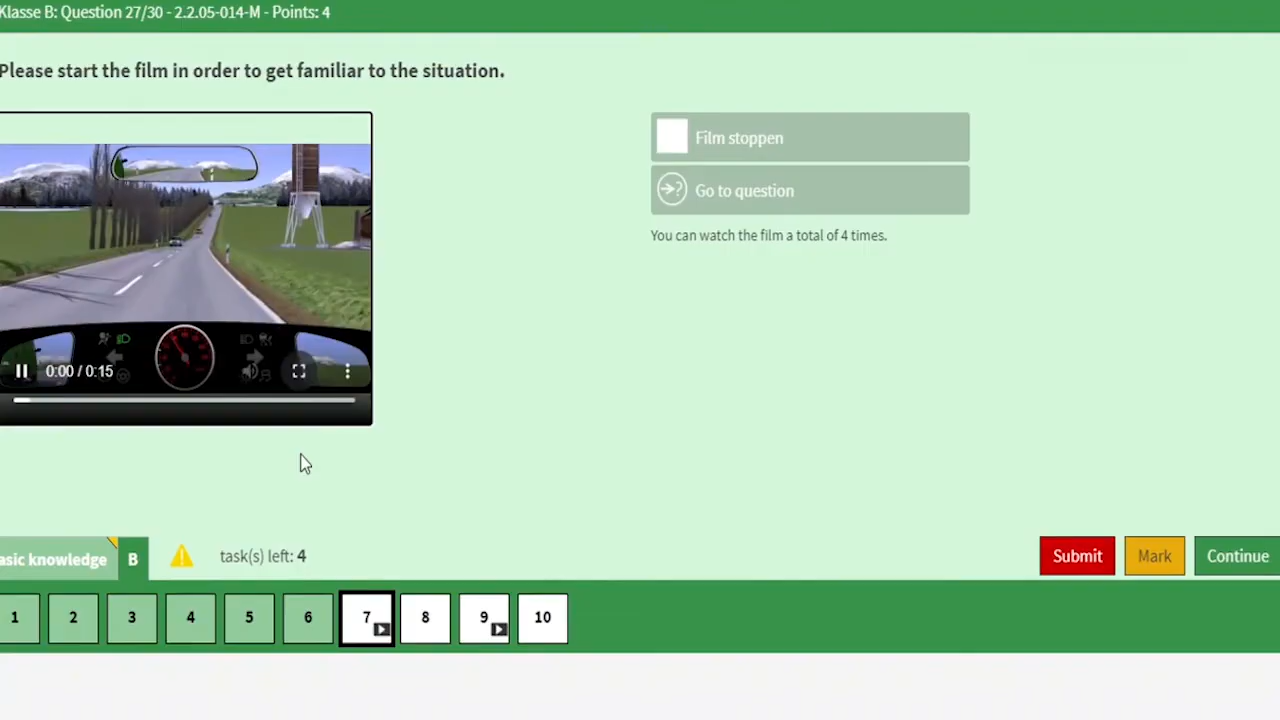 Klasse B: Question 27/30 - 2.2.05-014-M - Points: 4
Please start the film in order to get familiar to the situation.
Film stoppen
Go to question
You can watch the film a total of 4 times.
0:00 / 0:15
asic knowledge
B
task(s) left: 4
Submit
Mark
Continue
1
2
3
4
5
6
7
8
9
10